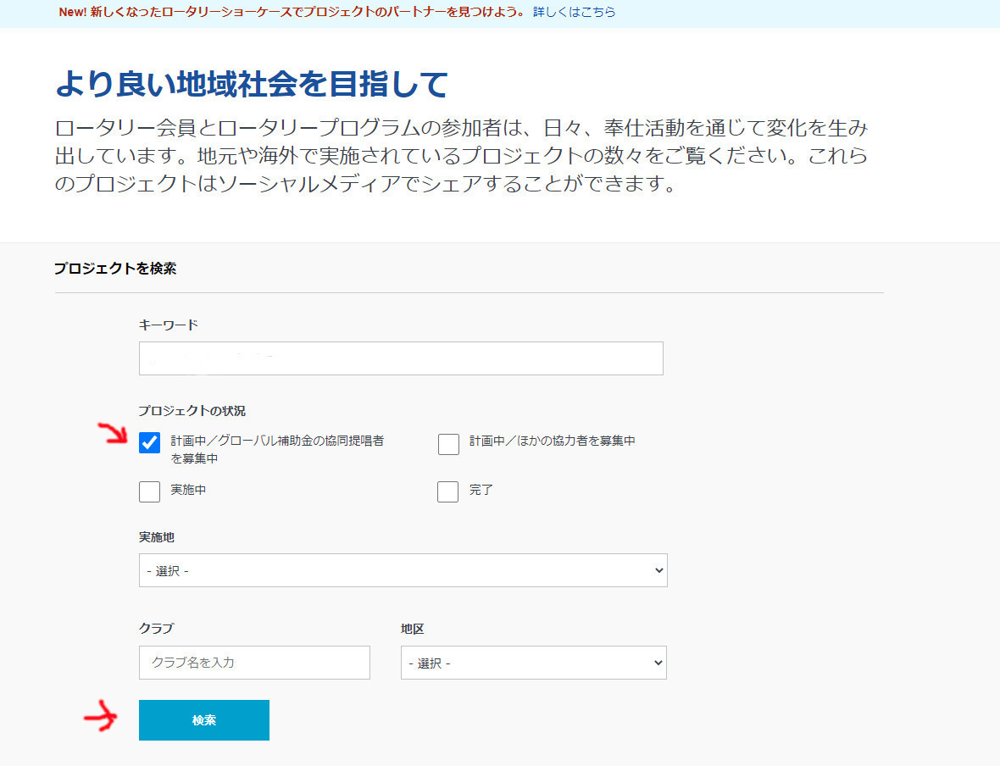 New! 新しくなったロータリーショーケースでプロジェクトのパートナーを見つけよう。 詳しくはこちら
より良い地域社会を目指して
ロータリー会員とロータリープログラムの参加者は、日々、奉仕活動を通じて変化を生み
出しています。地元や海外で実施されているプロジェクトの数々をご覧ください。これら
のプロジェクトはソーシャルメディアでシェアすることができます。
プロジェクトを検索
キーワード
プロジェクトの状況
計画中／グローバル補助金の協同提唱者
を募集中
計画中／ほかの協力者を募集中
実施中
完了
実施地
- 選択 -
クラブ
地区
クラブ名を入力
- 選択 -
検索